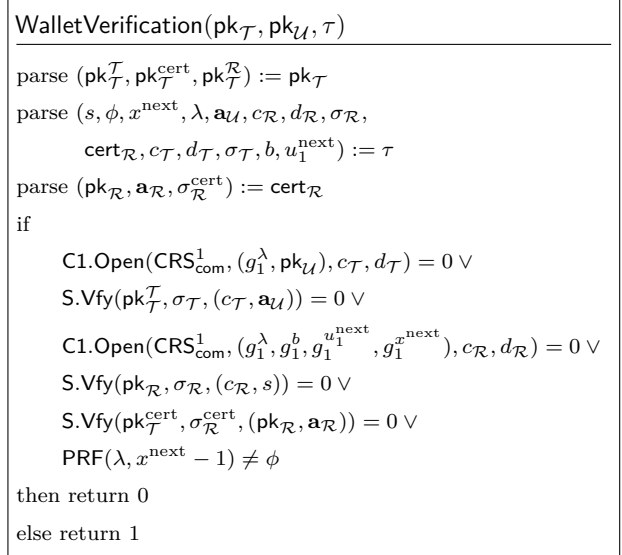 WalletVerification(pk_𝒯, pk_𝒰, τ)
parse (pk_𝒯^𝒯, pk_𝒯^cert, pk_𝒯^ℛ) := pk_𝒯
parse (s, ϕ, x^next, λ, a_𝒰, c_ℛ, d_ℛ, σ_ℛ,
cert_ℛ, c_𝒯, d_𝒯, σ_𝒯, b, u_1^next) := τ
parse (pk_ℛ, a_ℛ, σ_ℛ^cert) := cert_ℛ
if
C1.Open(CRS_com^1, (g_1^λ, pk_𝒰), c_𝒯, d_𝒯) = 0 ∨
S.Vfy(pk_𝒯^𝒯, σ_𝒯, (c_𝒯, a_𝒰)) = 0 ∨
C1.Open(CRS_com^1, (g_1^λ, g_1^b, g_1^{u_1^next}, g_1^{x^next}), c_ℛ, d_ℛ) = 0 ∨
S.Vfy(pk_ℛ, σ_ℛ, (c_ℛ, s)) = 0 ∨
S.Vfy(pk_𝒯^cert, σ_ℛ^cert, (pk_ℛ, a_ℛ)) = 0 ∨
PRF(λ, x^next − 1) ≠ ϕ
then return 0
else return 1